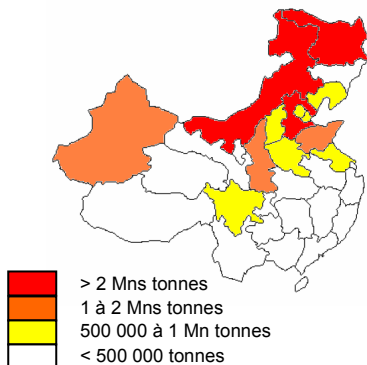 > 2 Mns tonnes
1 à 2 Mns tonnes
500 000 à 1 Mn tonnes
< 500 000 tonnes